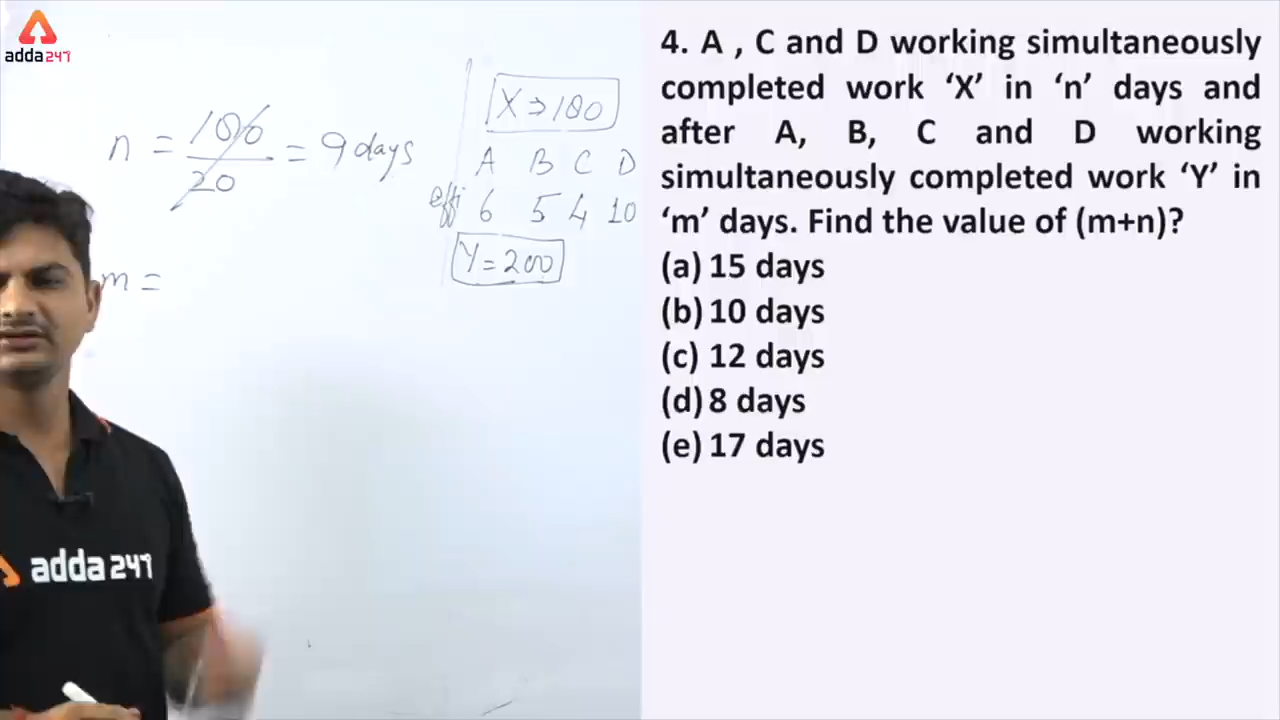 adda247
n = 180/20 = 9 days
m =
X → 180
A B C D
effi 6 5 4 10
Y = 200
adda247
4. A , C and D working simultaneously
completed work ‘X’ in ‘n’ days and
after A, B, C and D working
simultaneously completed work ‘Y’ in
‘m’ days. Find the value of (m+n)?
(a) 15 days
(b) 10 days
(c) 12 days
(d) 8 days
(e) 17 days